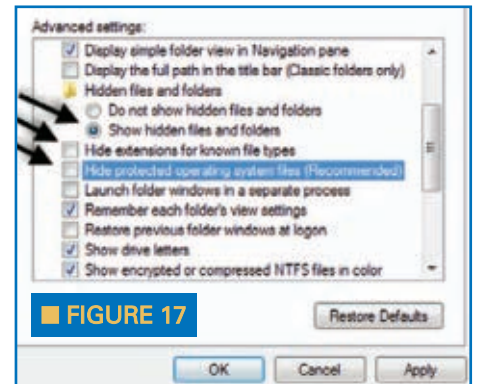 Advanced settings:
Display simple folder view in Navigation pane
Display the full path in the title bar (Classic folders only)
Hidden files and folders
Do not show hidden files and folders
Show hidden files and folders
Hide extensions for known file types
Hide protected operating system files (Recommended)
Launch folder windows in a separate process
Remember each folder's view settings
Restore previous folder windows at logon
Show drive letters
Show encrypted or compressed NTFS files in color
FIGURE 17
Restore Defaults
OK Cancel Apply